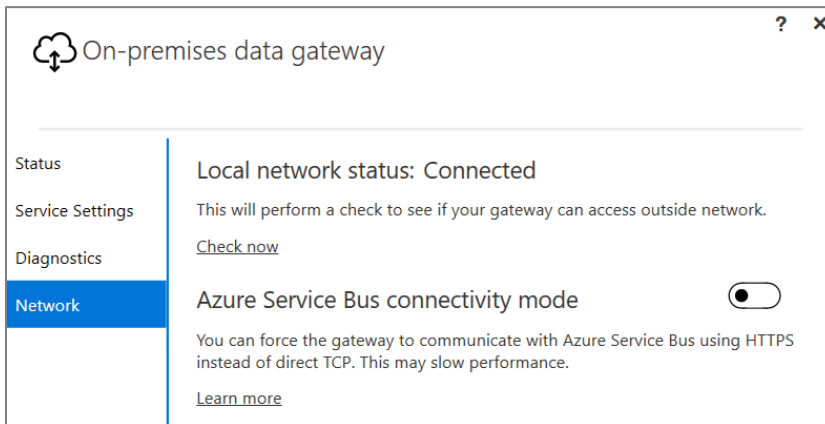 ? ×
On-premises data gateway
Status
Service Settings
Diagnostics
Network
Local network status: Connected
This will perform a check to see if your gateway can access outside network.
Check now
Azure Service Bus connectivity mode
You can force the gateway to communicate with Azure Service Bus using HTTPS
instead of direct TCP. This may slow performance.
Learn more